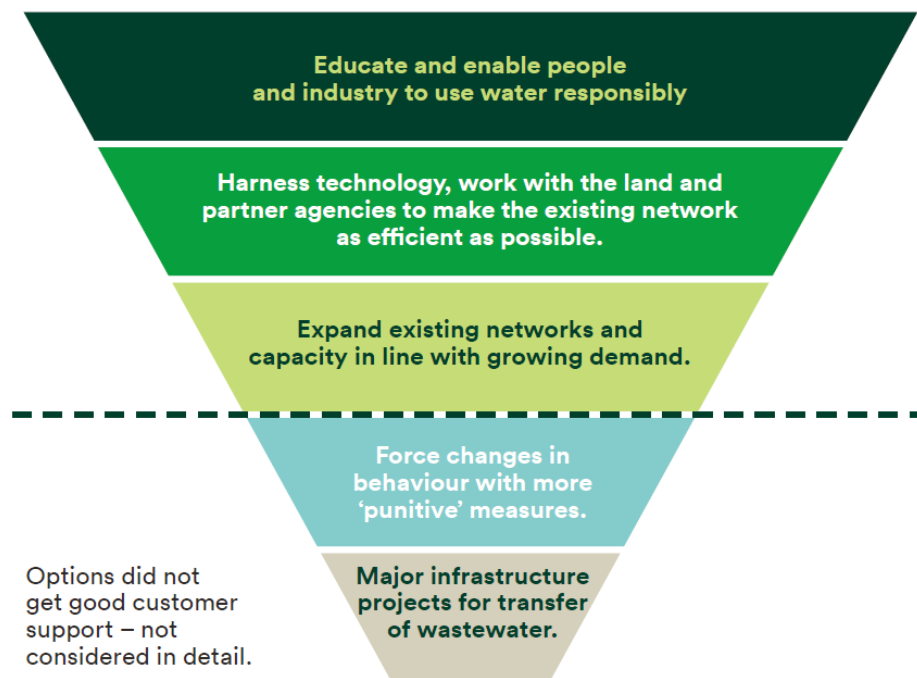 Educate and enable people
and industry to use water responsibly
Harness technology, work with the land and
partner agencies to make the existing network
as efficient as possible.
Expand existing networks and
capacity in line with growing demand.
Force changes in
behaviour with more
‘punitive’ measures.
Options did not
get good customer
support – not
considered in detail.
Major infrastructure
projects for transfer
of wastewater.